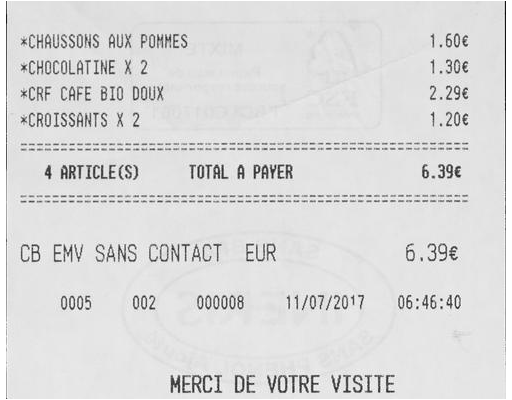 *CHAUSSONS AUX POMMES 1.60€
*CHOCOLATINE X 2 1.30€
*CRF CAFE BIO DOUX 2.29€
*CROISSANTS X 2 1.20€
4 ARTICLE(S) TOTAL A PAYER 6.39€
CB EMV SANS CONTACT EUR 6.39€
0005 002 000008 11/07/2017 06:46:40
MERCI DE VOTRE VISITE